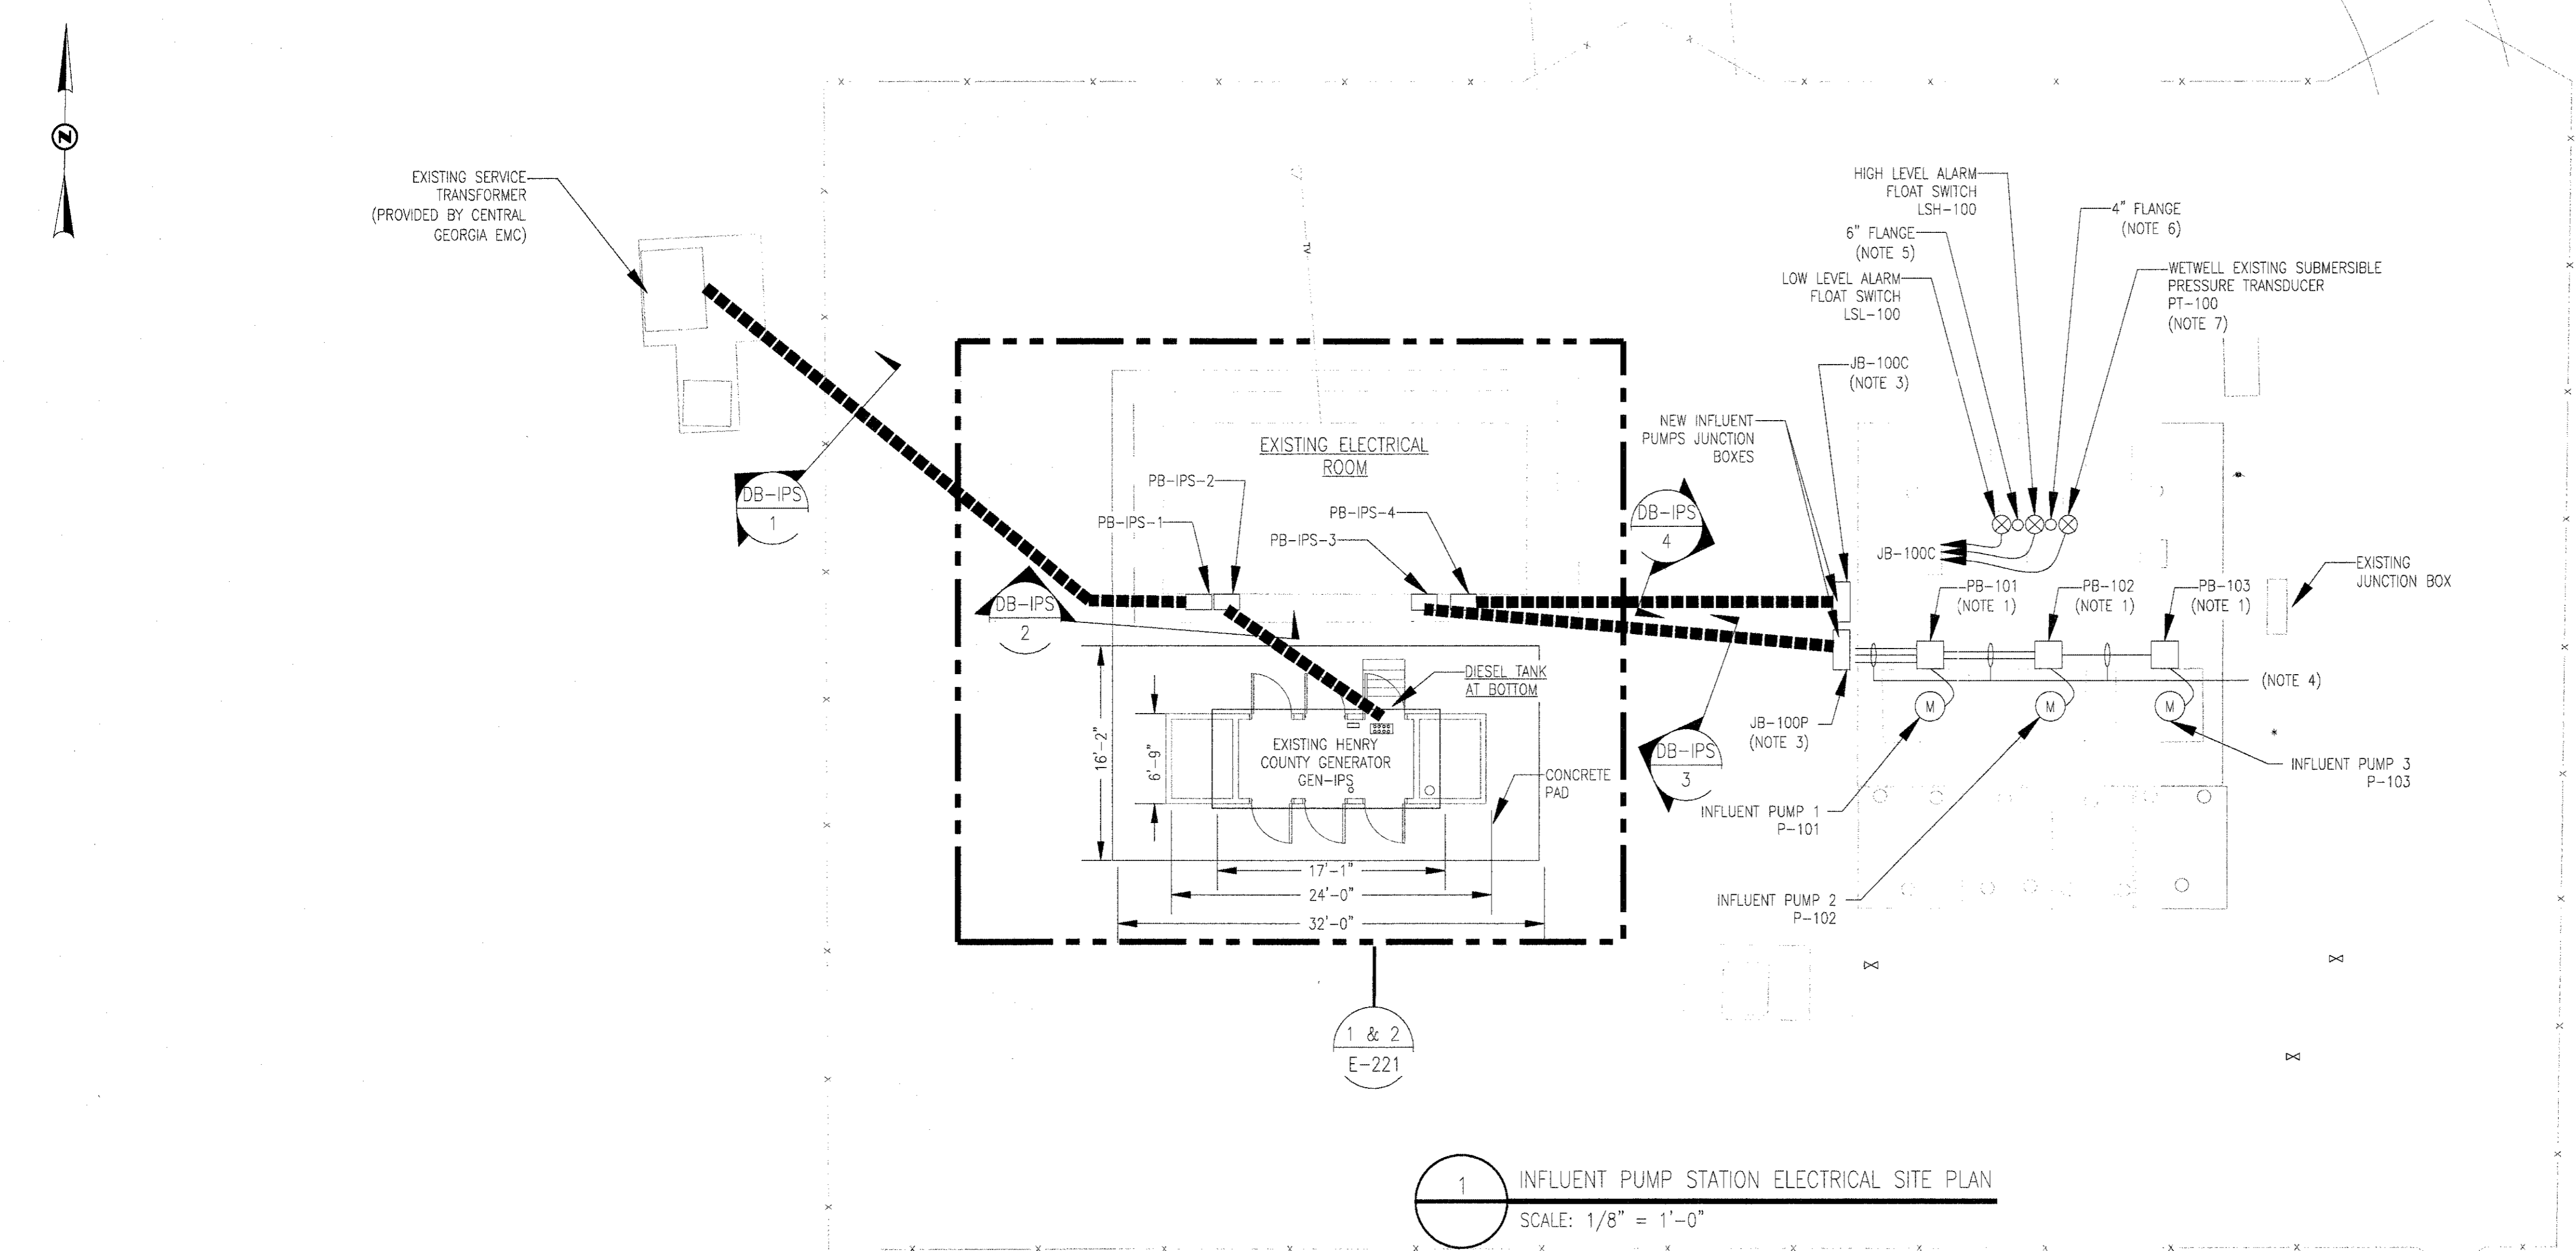 N
EXISTING SERVICE
TRANSFORMER
(PROVIDED BY CENTRAL
GEORGIA EMC)
DB-IPS
1
TV
EXISTING ELECTRICAL
ROOM
PB-IPS-2
PB-IPS-1
PB-IPS-4
PB-IPS-3
DB-IPS
2
DIESEL TANK
AT BOTTOM
EXISTING HENRY
COUNTY GENERATOR
GEN-IPS
16'-2"
6'-9"
CONCRETE
PAD
17'-1"
24'-0"
32'-0"
1 & 2
E-221
HIGH LEVEL ALARM
FLOAT SWITCH
LSH-100
4" FLANGE
(NOTE 6)
6" FLANGE
(NOTE 5)
LOW LEVEL ALARM
FLOAT SWITCH
LSL-100
WETWELL EXISTING SUBMERSIBLE
PRESSURE TRANSDUCER
PT-100
(NOTE 7)
JB-100C
(NOTE 3)
NEW INFLUENT
PUMPS JUNCTION
BOXES
DB-IPS
4
JB-100C
PB-101
(NOTE 1)
PB-102
(NOTE 1)
PB-103
(NOTE 1)
EXISTING
JUNCTION BOX
(NOTE 4)
JB-100P
(NOTE 3)
DB-IPS
3
M
M
M
INFLUENT PUMP 3
P-103
INFLUENT PUMP 1
P-101
INFLUENT PUMP 2
P-102
1
INFLUENT PUMP STATION ELECTRICAL SITE PLAN
SCALE: 1/8" = 1'-0"